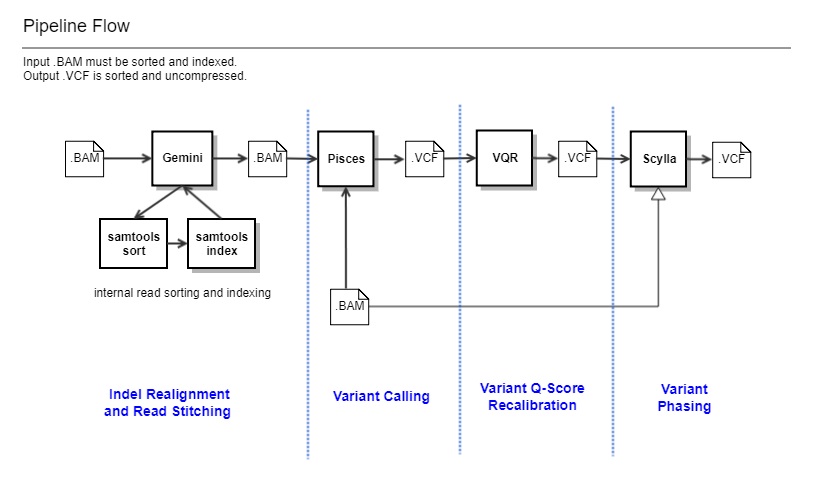 Pipeline Flow
Input .BAM must be sorted and indexed.
Output .VCF is sorted and uncompressed.
.BAM
Gemini
.BAM
Pisces
.VCF
VQR
.VCF
Scylla
.VCF
samtools
sort
samtools
index
internal read sorting and indexing
.BAM
Indel Realignment
and Read Stitching
Variant Calling
Variant Q-Score
Recalibration
Variant
Phasing